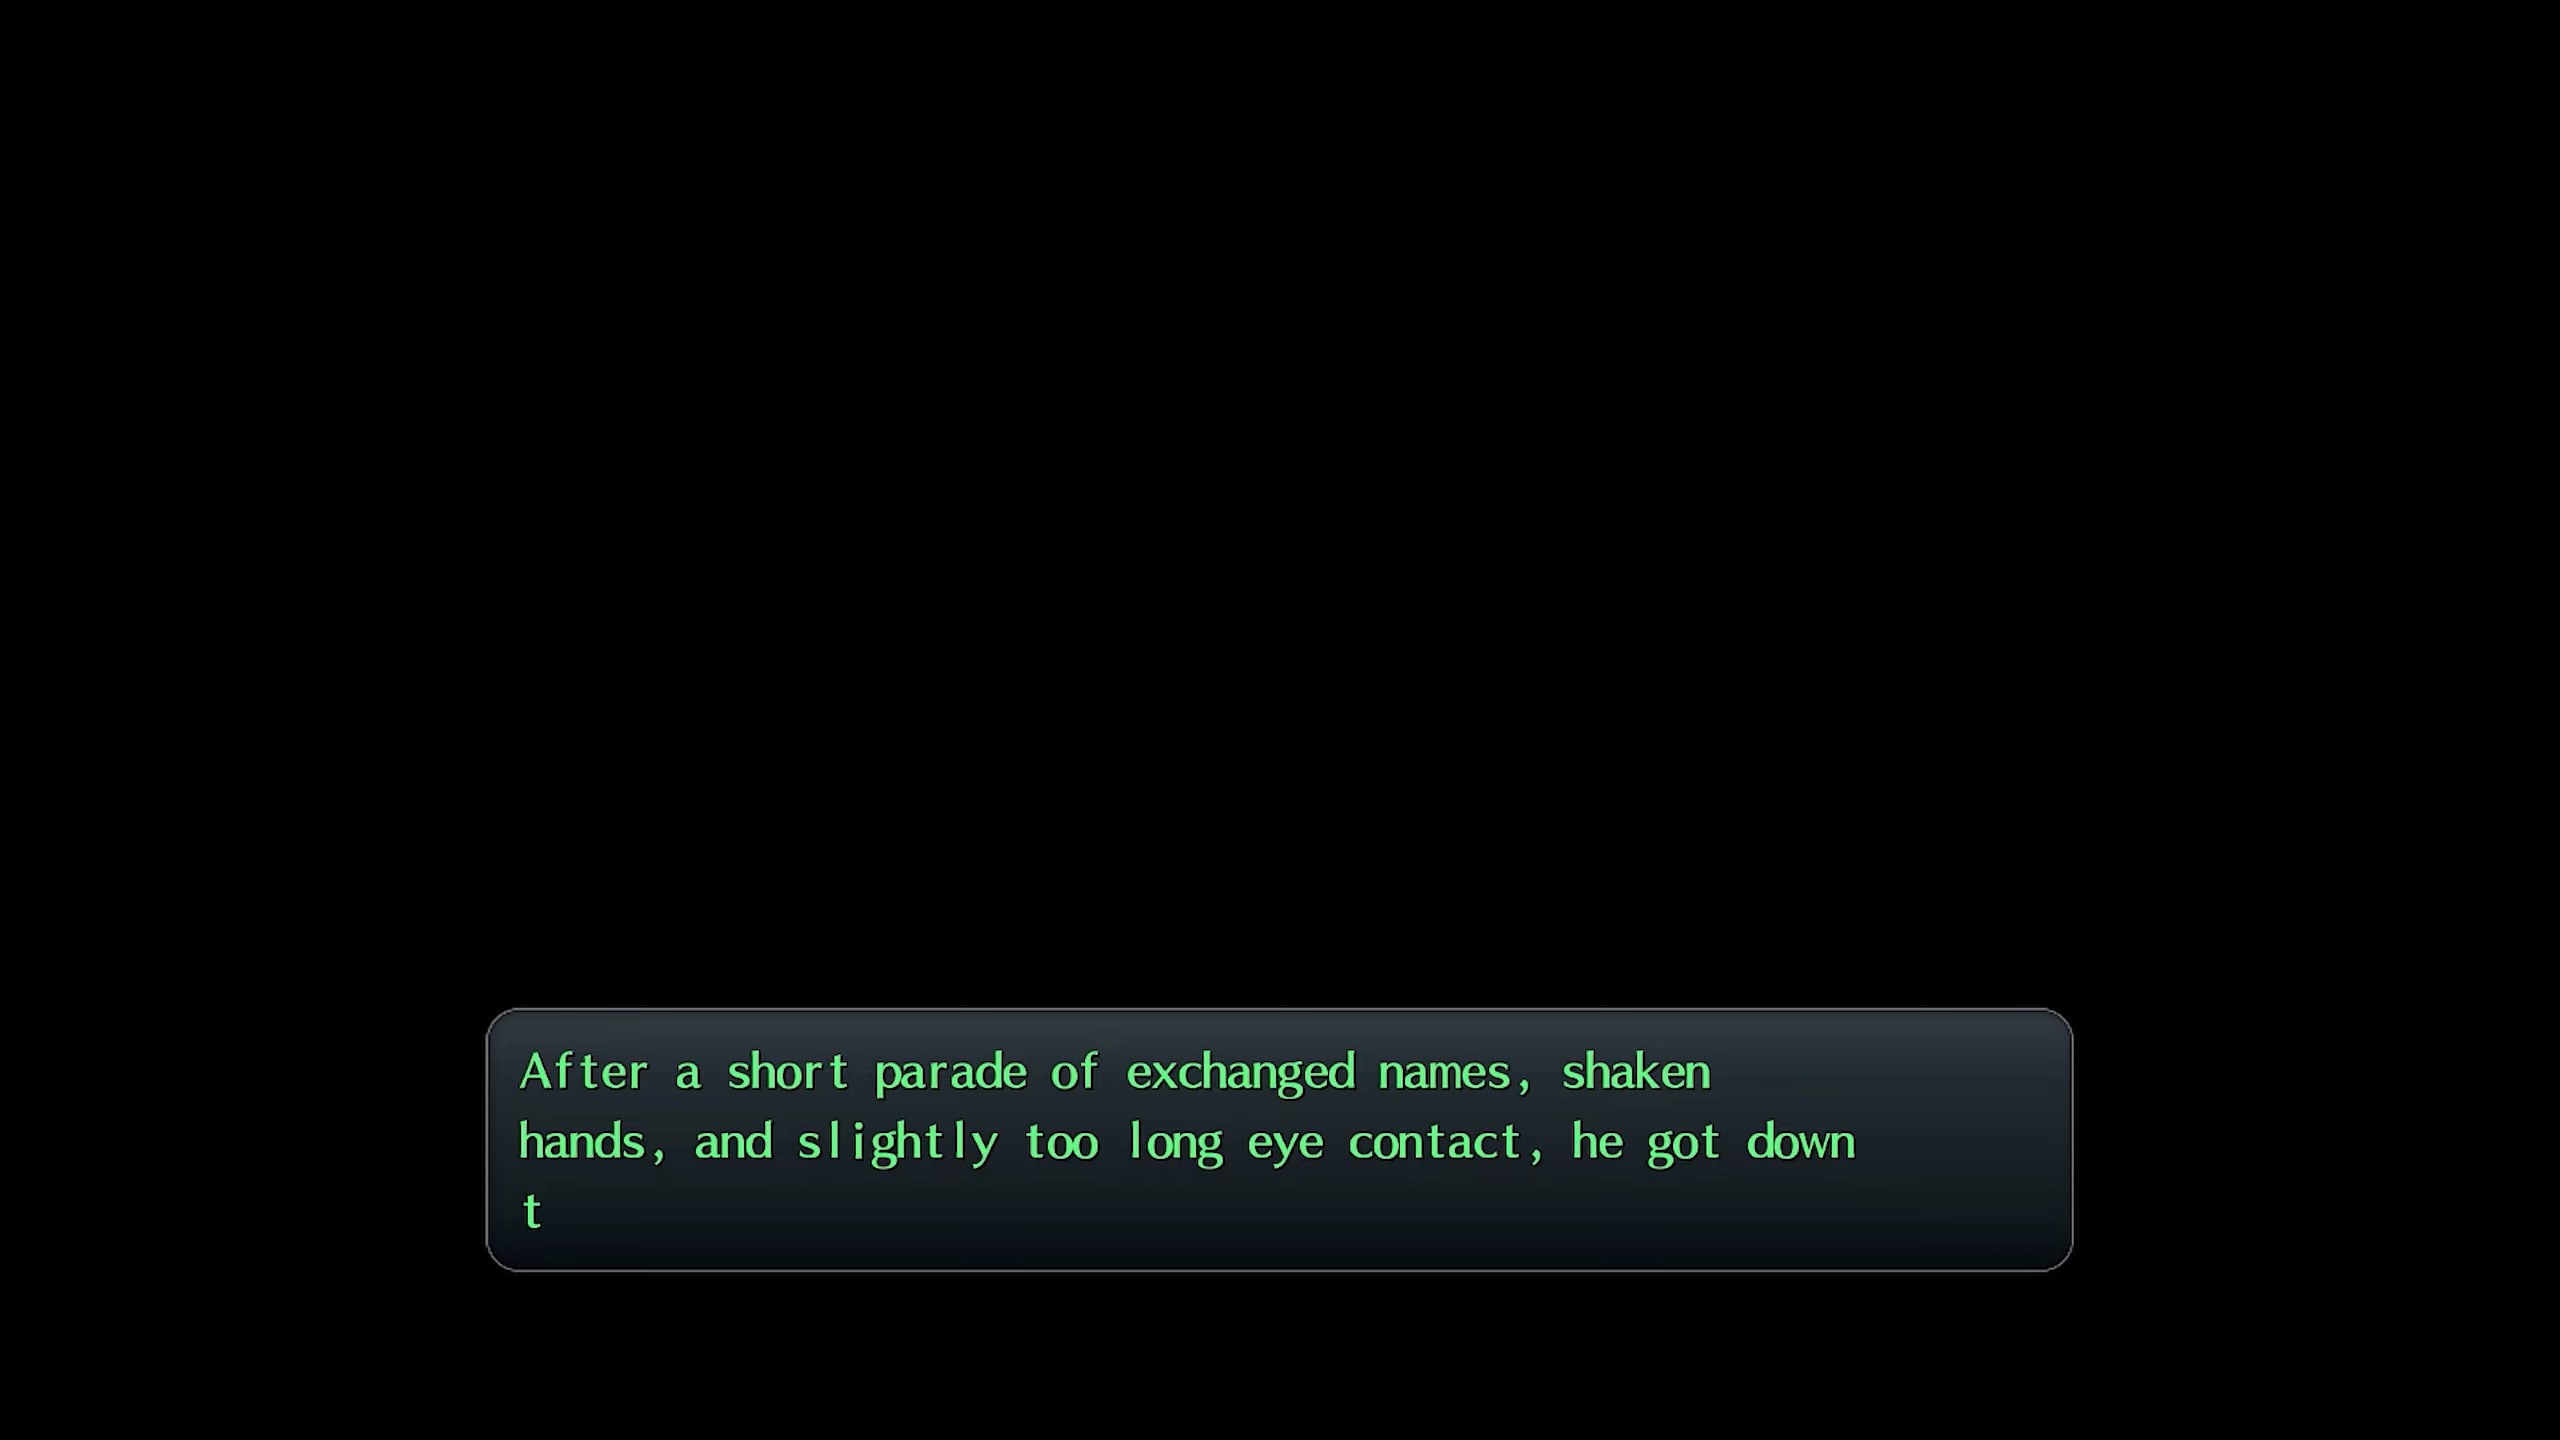 After a short parade of exchanged names, shaken
hands, and slightly too long eye contact, he got down
t